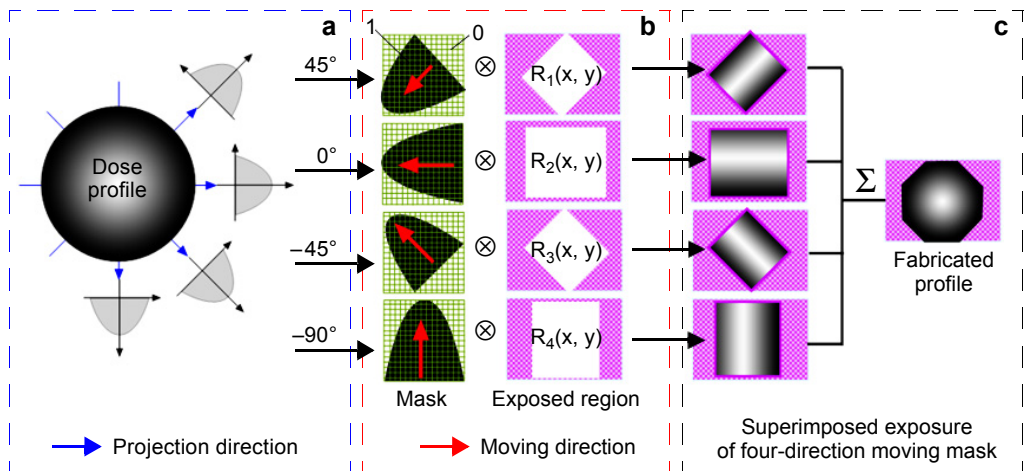 a
Dose
profile
45°
0°
−45°
−90°
Projection direction
b
1
0
⊗
R1(x, y)
⊗
R2(x, y)
⊗
R3(x, y)
⊗
R4(x, y)
Mask
Exposed region
Moving direction
c
Σ
Fabricated
profile
Superimposed exposure
of four-direction moving mask